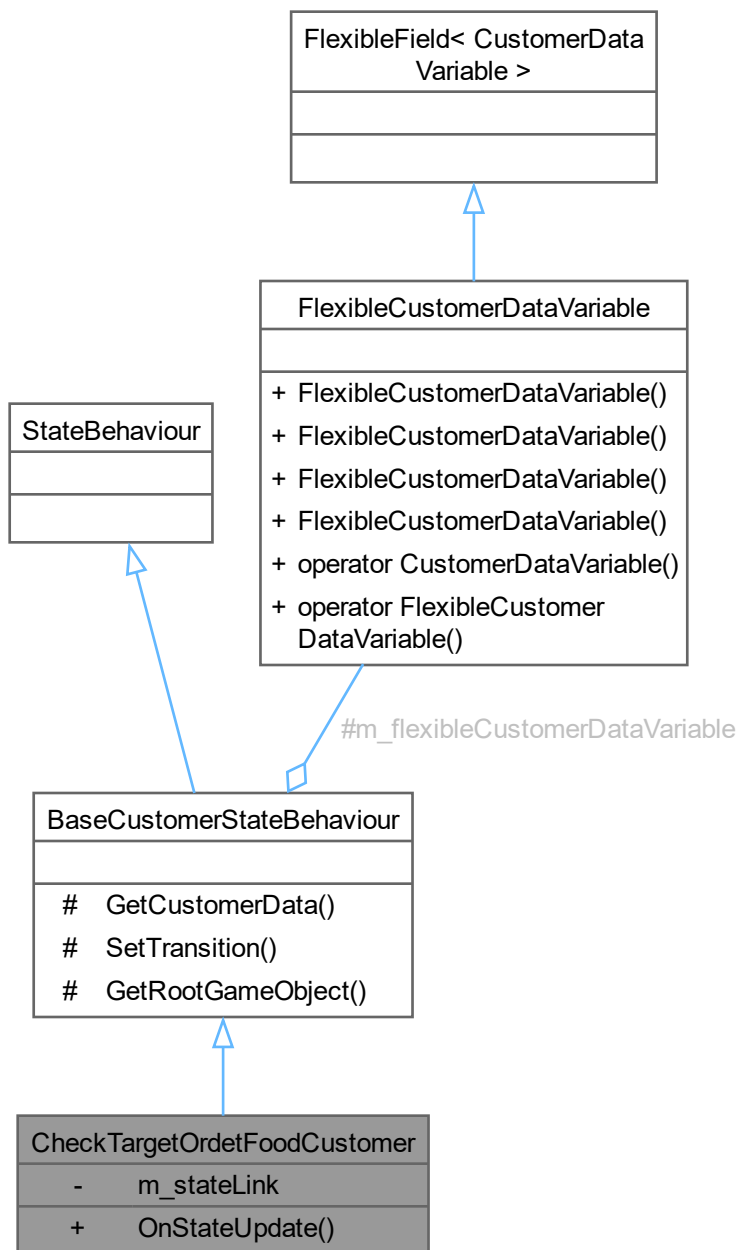 FlexibleField< CustomerData
Variable >
FlexibleCustomerDataVariable
+ FlexibleCustomerDataVariable()
+ FlexibleCustomerDataVariable()
+ FlexibleCustomerDataVariable()
+ FlexibleCustomerDataVariable()
+ operator CustomerDataVariable()
+ operator FlexibleCustomer
DataVariable()
StateBehaviour
#m_flexibleCustomerDataVariable
BaseCustomerStateBehaviour
# GetCustomerData()
# SetTransition()
# GetRootGameObject()
CheckTargetOrdetFoodCustomer
- m_stateLink
+ OnStateUpdate()